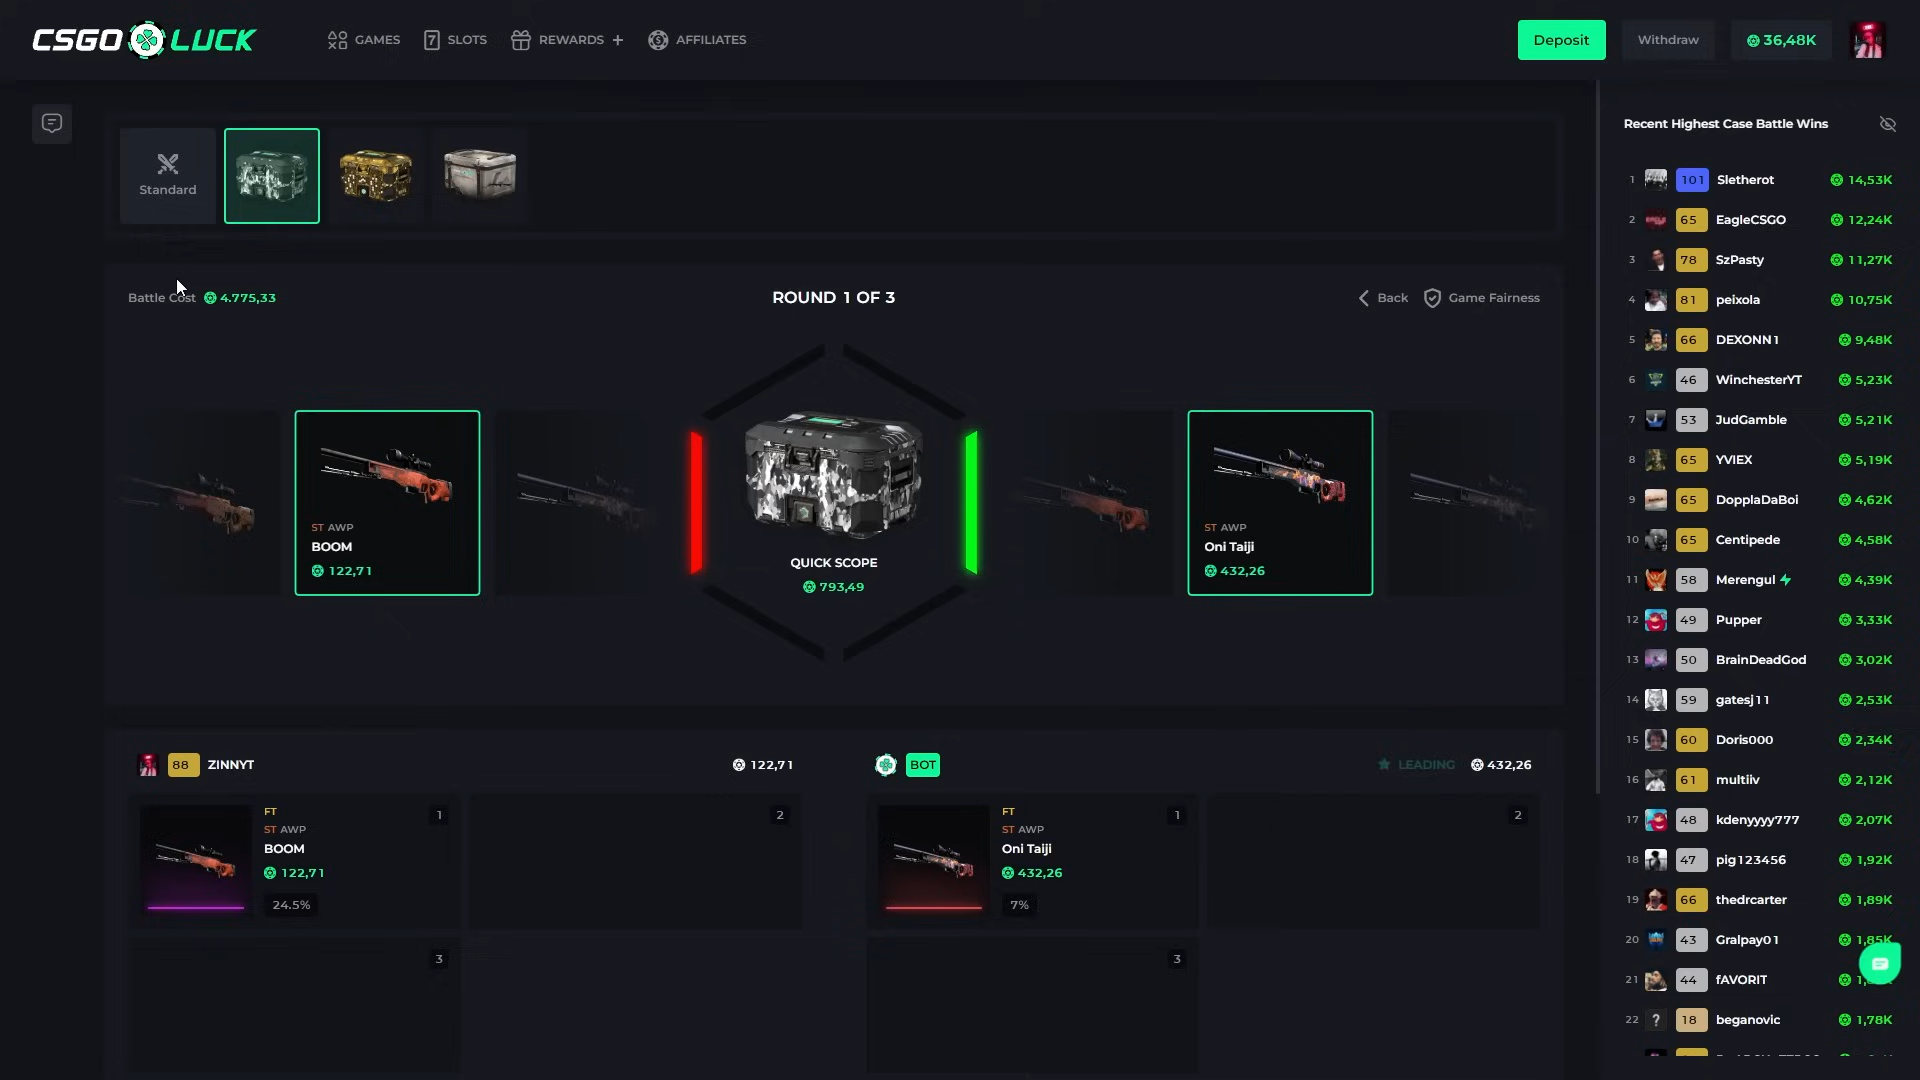 CSGO LUCK
GAMES
SLOTS
REWARDS +
AFFILIATES
Deposit
Withdraw
36,48K
Standard
Battle Cost 4.775,33
ROUND 1 OF 3
Back
Game Fairness
ST AWP
BOOM
122,71
QUICK SCOPE
793,49
ST AWP
Oni Taiji
432,26
88 ZINNYT
122,71
FT
ST AWP
BOOM
122,71
24.5%
1
2
3
BOT
LEADING
432,26
FT
ST AWP
Oni Taiji
432,26
7%
1
2
3
Recent Highest Case Battle Wins
1 101 Sletherot 14,53K
2 65 EagleCSGO 12,24K
3 78 SzPasty 11,27K
4 81 peixola 10,75K
5 66 DEXONN1 9,48K
6 46 WinchesterYT 5,23K
7 53 JudGamble 5,21K
8 65 YVIEX 5,19K
9 65 DopplaDaBoi 4,62K
10 65 Centipede 4,58K
11 58 Merengul 4,39K
12 49 Pupper 3,33K
13 50 BrainDeadGod 3,02K
14 59 gatesj11 2,53K
15 60 Doris000 2,34K
16 61 multiiv 2,12K
17 48 kdenyyyy777 2,07K
18 47 pig123456 1,92K
19 66 thedrcarter 1,89K
20 43 Gralpay01 1,85K
21 44 fAVORIT
22 18 beganovic 1,78K